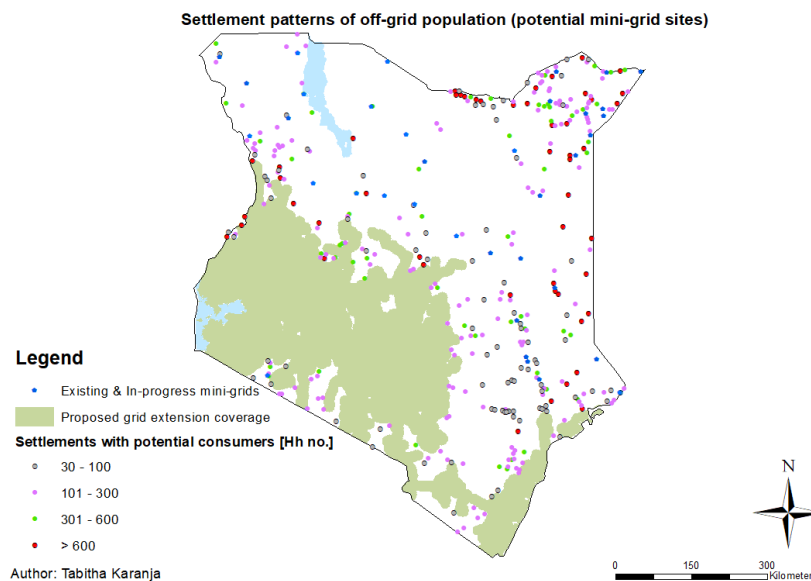 Settlement patterns of off-grid population (potential mini-grid sites)
Legend
Existing & In-progress mini-grids
Proposed grid extension coverage
Settlements with potential consumers [Hh no.]
30 - 100
101 - 300
301 - 600
> 600
Author: Tabitha Karanja
N
0 150 300
Kilometer